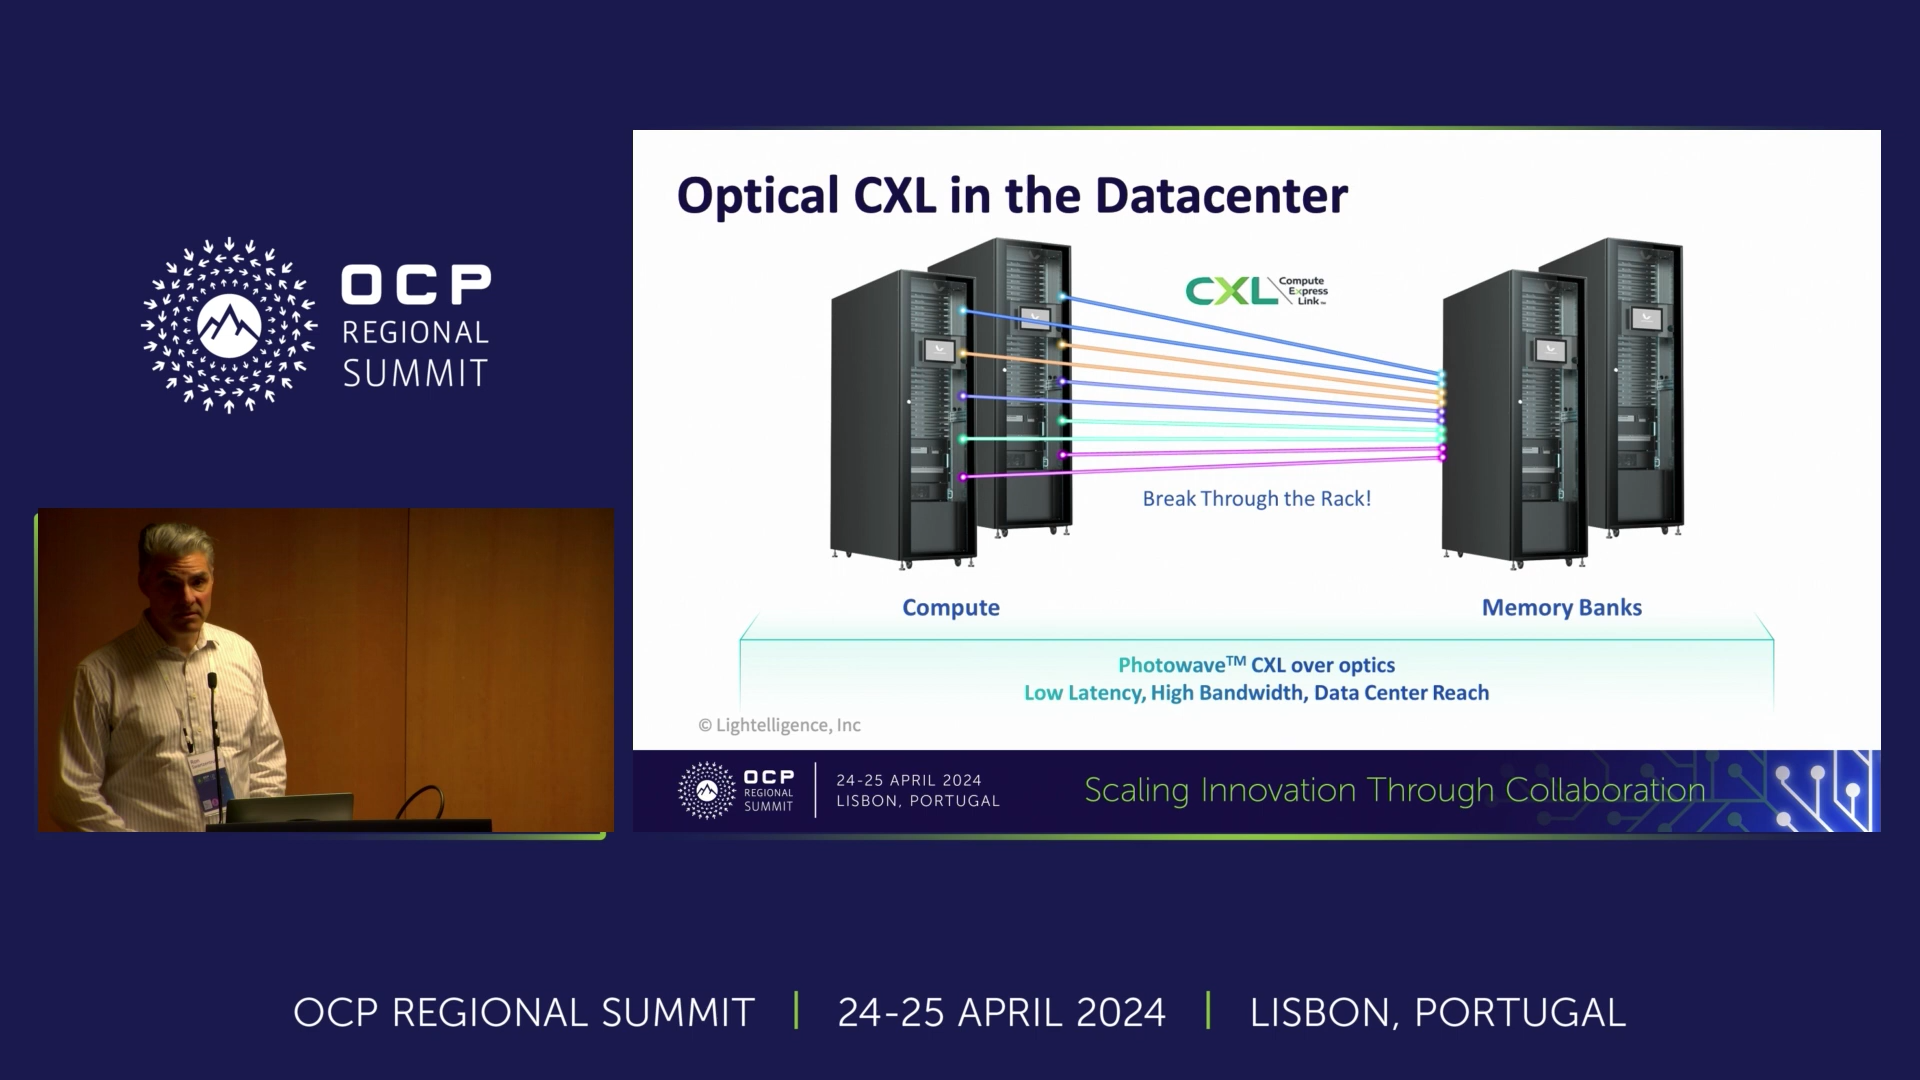 OCP
REGIONAL
SUMMIT
Optical CXL in the Datacenter
CXL Compute
Express
Link™
Break Through the Rack!
Compute
Memory Banks
Photowave™ CXL over optics
Low Latency, High Bandwidth, Data Center Reach
© Lightelligence, Inc
OCP
REGIONAL
SUMMIT
24-25 APRIL 2024
LISBON, PORTUGAL
Scaling Innovation Through Collaboration
OCP REGIONAL SUMMIT | 24-25 APRIL 2024 | LISBON, PORTUGAL